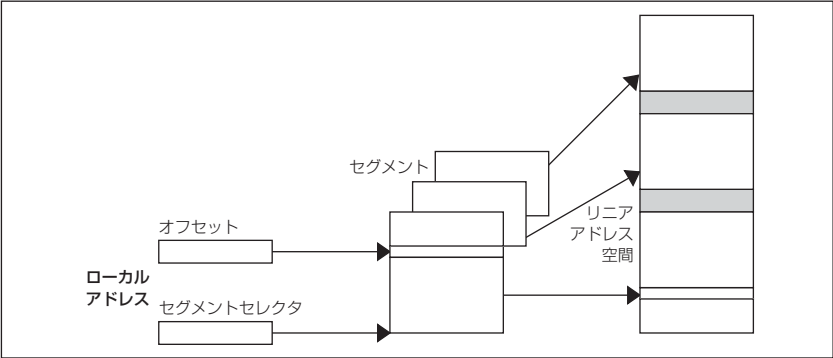 セグメント
リニア
アドレス
空間
オフセット
ローカル
アドレス
セグメントセレクタ